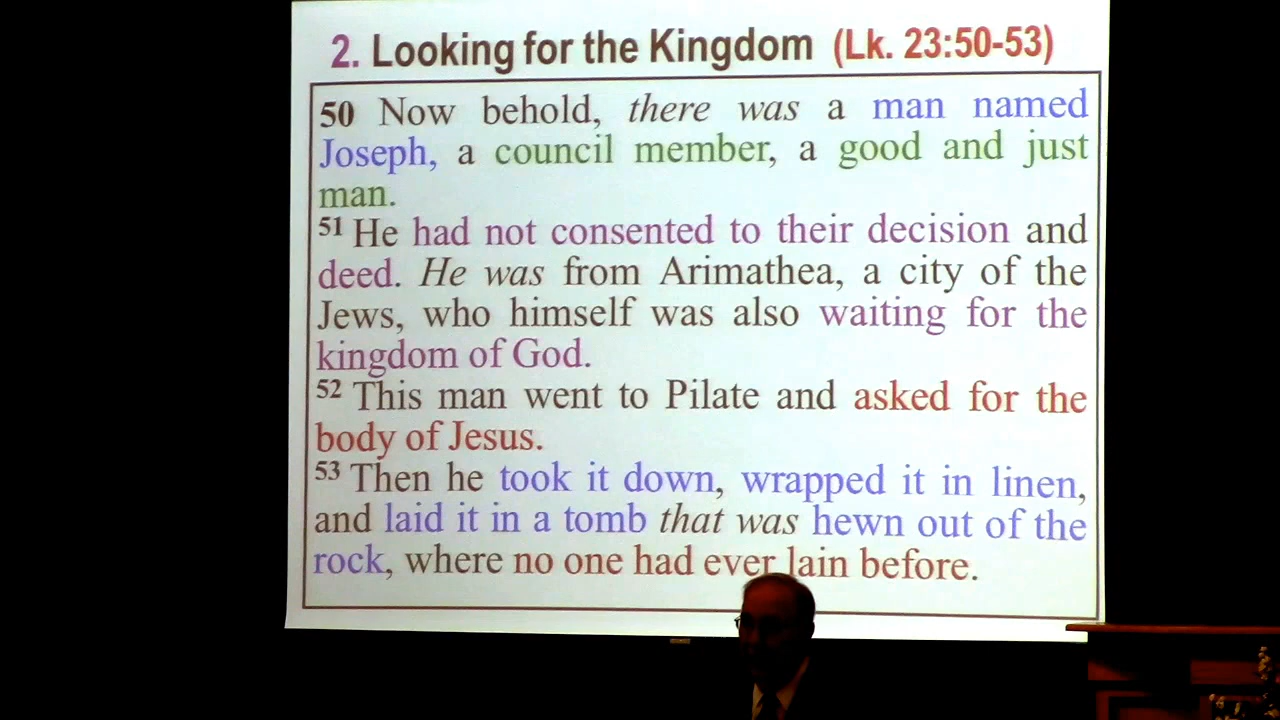 2. Looking for the Kingdom (Lk. 23:50-53)
50 Now behold, there was a man named
Joseph, a council member, a good and just
man.
51 He had not consented to their decision and
deed. He was from Arimathea, a city of the
Jews, who himself was also waiting for the
kingdom of God.
52 This man went to Pilate and asked for the
body of Jesus.
53 Then he took it down, wrapped it in linen,
and laid it in a tomb that was hewn out of the
rock, where no one had ever lain before.